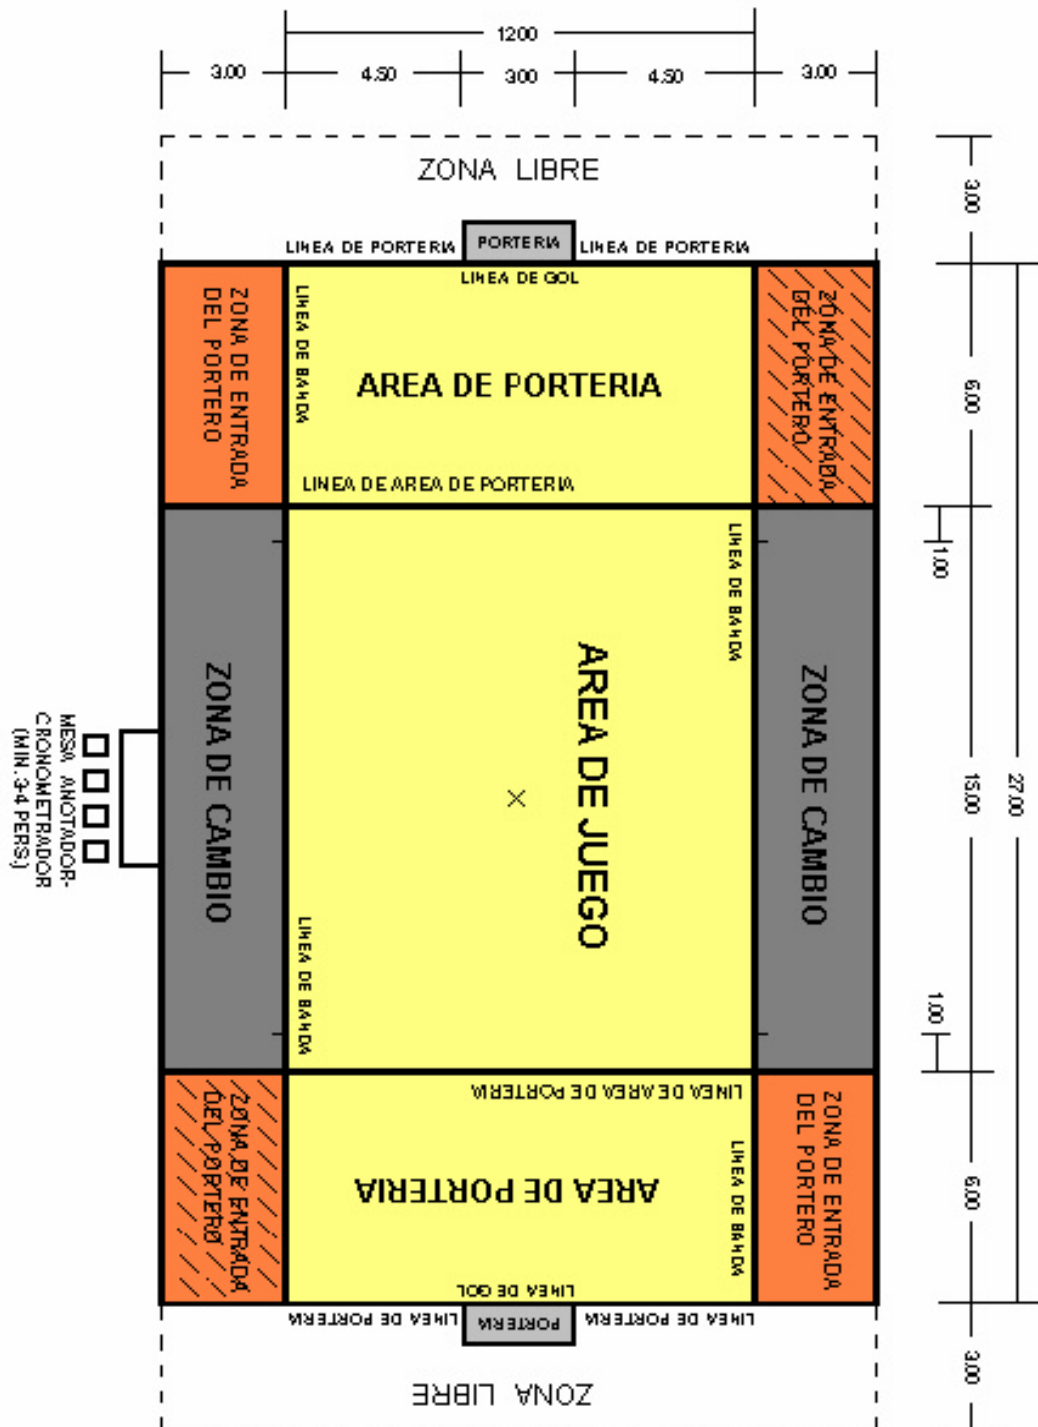 1200
3.00
4.50
300
4.50
3.00
ZONA LIBRE
3.00
LINEA DE PORTERIA
PORTERIA
LINEA DE PORTERIA
LINEA DE GOL
ZONA DE ENTRADA
DEL PORTERO
LINEA DE BANDA
AREA DE PORTERIA
ZONA DE ENTRADA
DEL PORTERO
6.00
LINEA DE AREA DE PORTERIA
LINEA DE BANDA
1.00
ZONA DE CAMBIO
AREA DE JUEGO
ZONA DE CAMBIO
15.00
27.00
MESA ANOTADOR-
CRONOMETRADOR
(MIN. 3-4 PERS.)
LINEA DE BANDA
1.00
LINEA DE AREA DE PORTERIA
ZONA DE ENTRADA
DEL PORTERO
AREA DE PORTERIA
LINEA DE BANDA
ZONA DE ENTRADA
DEL PORTERO
6.00
LINEA DE GOL
LINEA DE PORTERIA
PORTERIA
LINEA DE PORTERIA
ZONA LIBRE
3.00